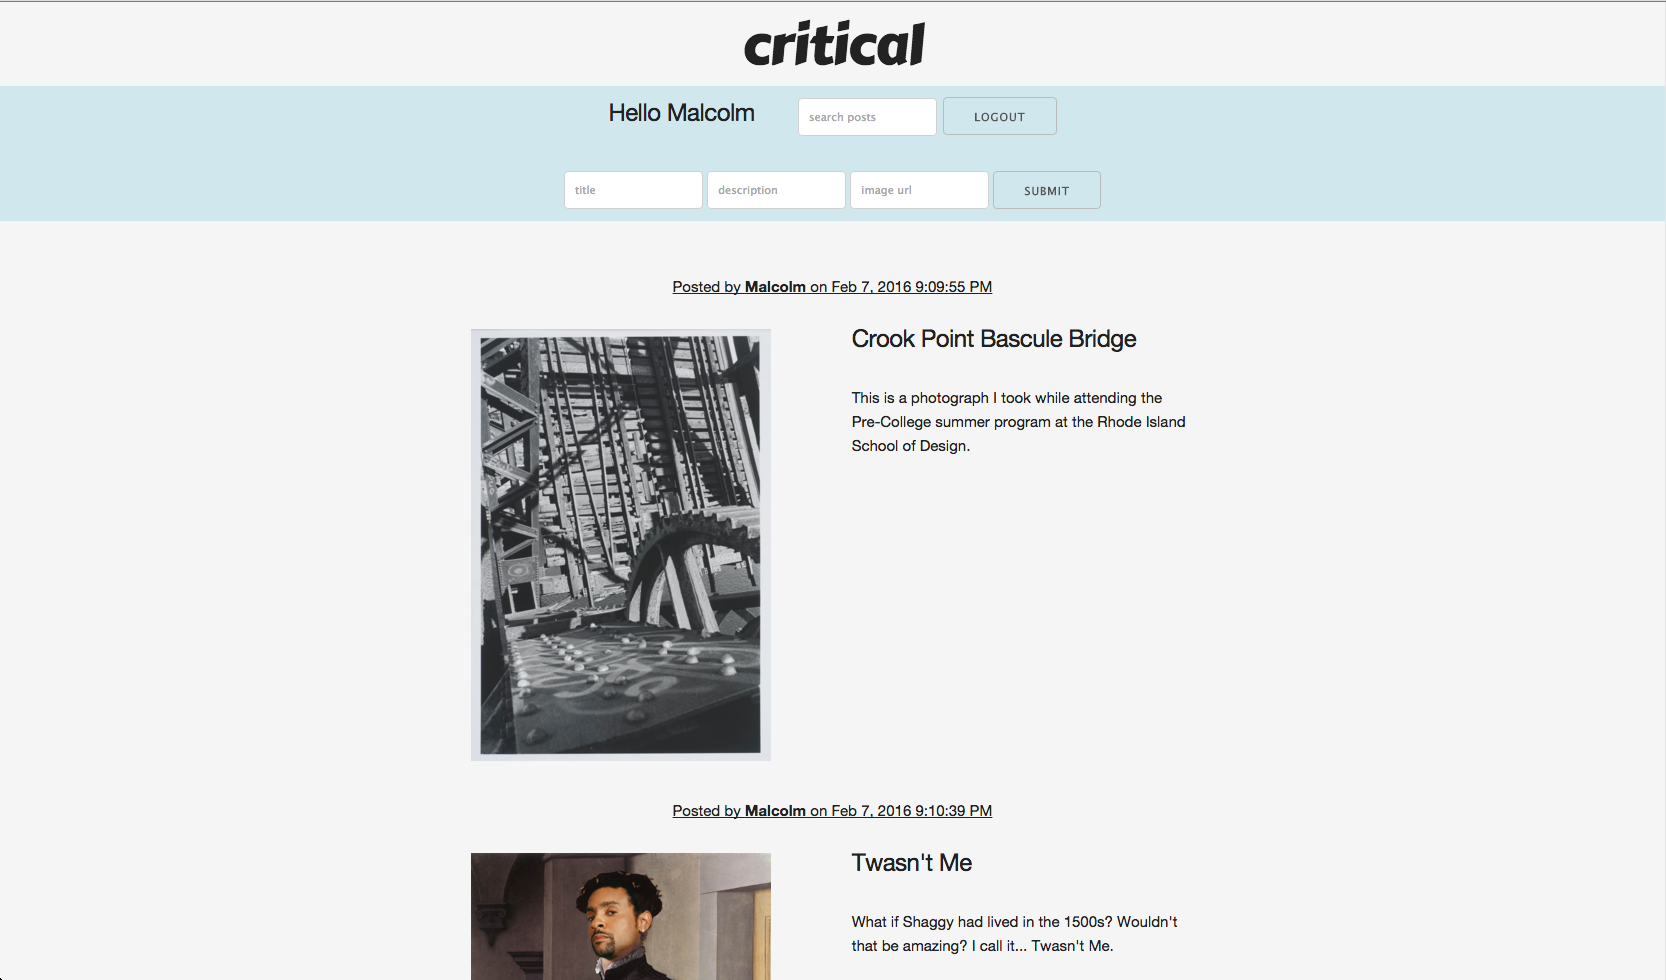 critical
Hello Malcolm
search posts
LOGOUT
title
description
image url
SUBMIT
Posted by Malcolm on Feb 7, 2016 9:09:55 PM
Crook Point Bascule Bridge
This is a photograph I took while attending the
Pre-College summer program at the Rhode Island
School of Design.
Posted by Malcolm on Feb 7, 2016 9:10:39 PM
Twasn't Me
What if Shaggy had lived in the 1500s? Wouldn't
that be amazing? I call it... Twasn't Me.